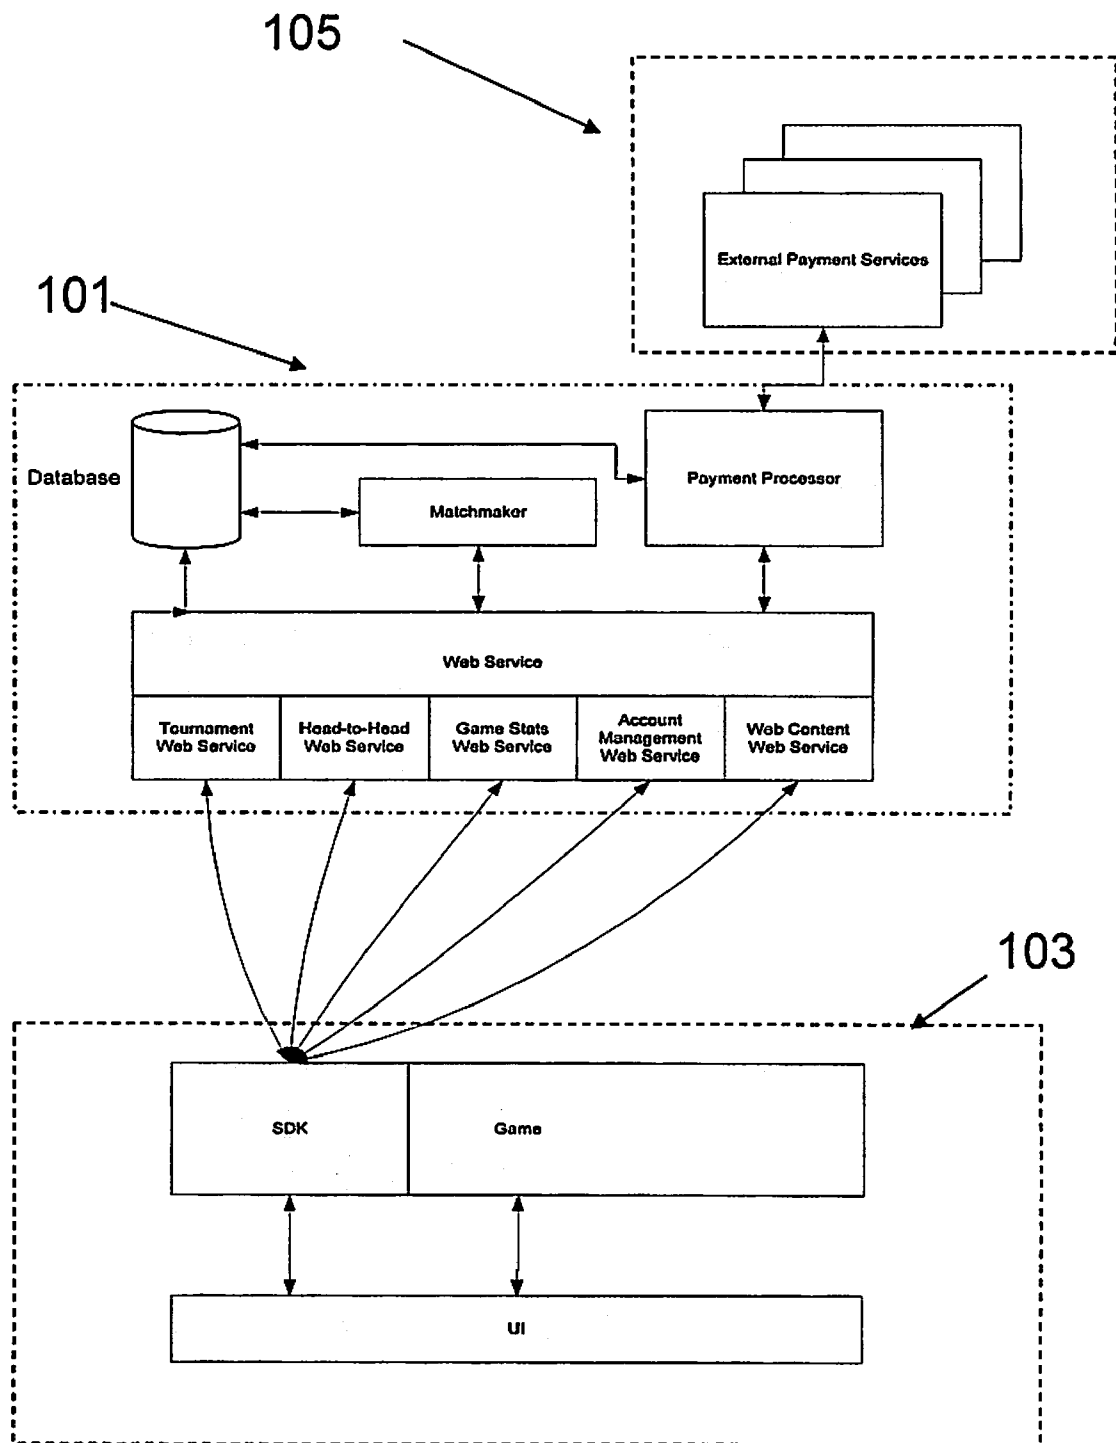 105
External Payment Services
101
Database
Payment Processor
Matchmaker
Web Service
Tournament
Web Service
Head-to-Head
Web Service
Game Stats
Web Service
Account
Management
Web Service
Web Content
Web Service
103
SDK
Game
UI